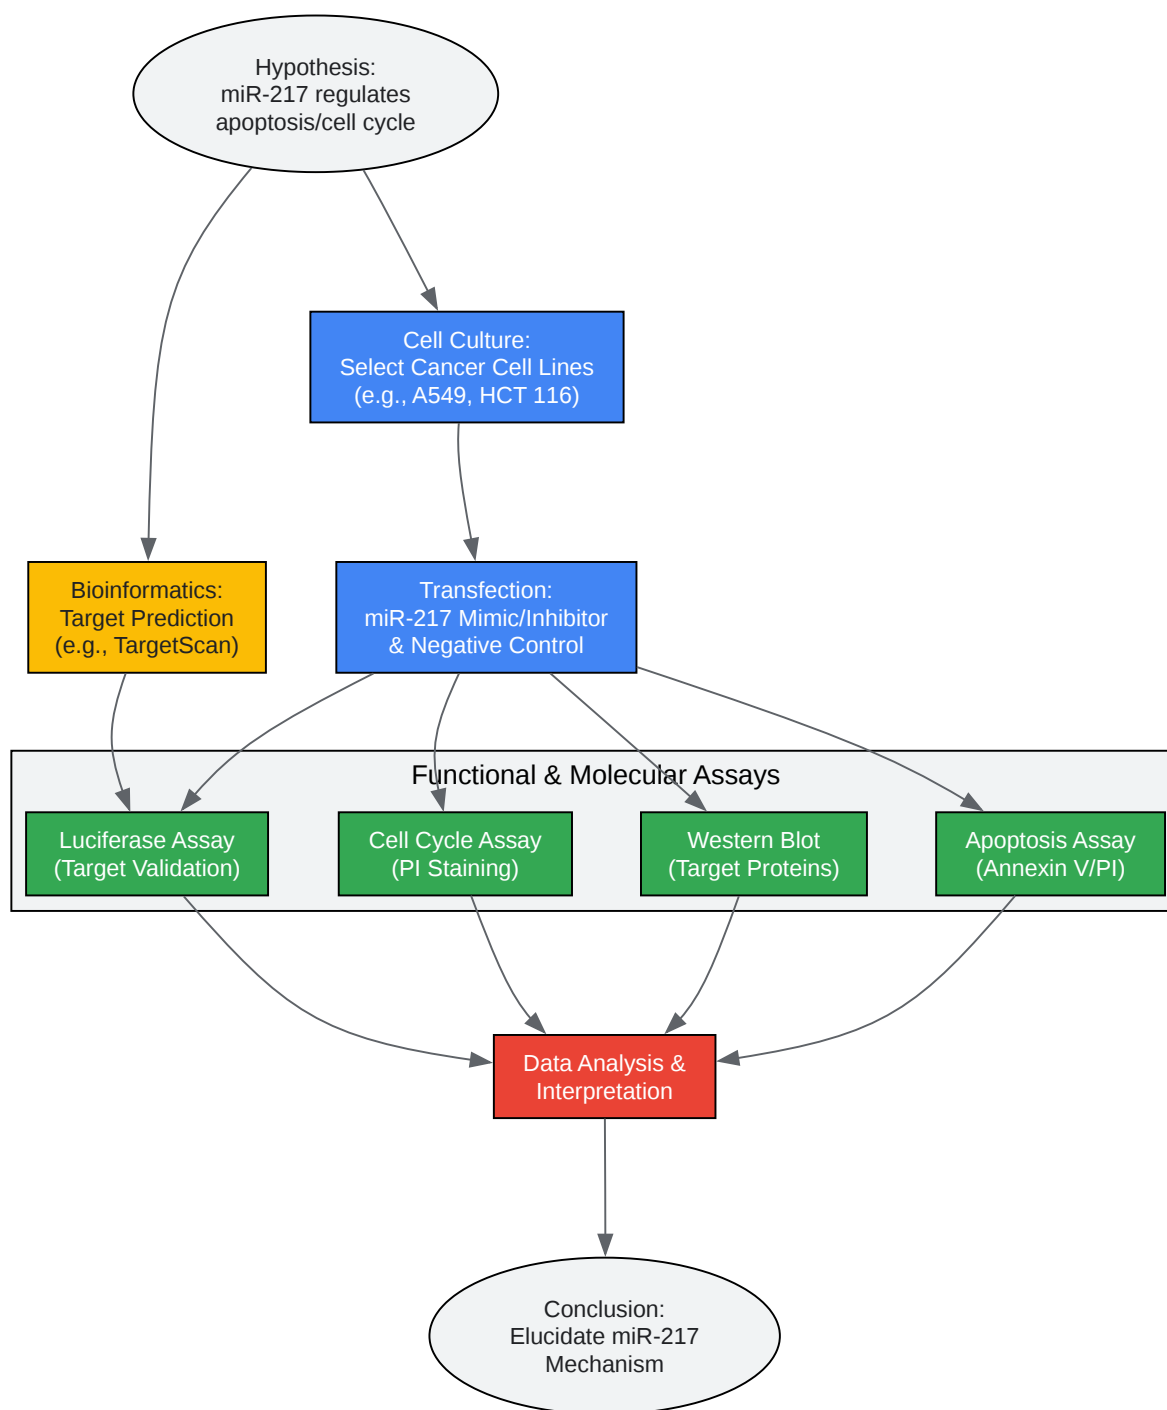 Hypothesis:
miR-217 regulates
apoptosis/cell cycle
Cell Culture:
Select Cancer Cell Lines
(e.g., A549, HCT 116)
Bioinformatics:
Target Prediction
(e.g., TargetScan)
Transfection:
miR-217 Mimic/Inhibitor
& Negative Control
Functional & Molecular Assays
Luciferase Assay
(Target Validation)
Cell Cycle Assay
(PI Staining)
Western Blot
(Target Proteins)
Apoptosis Assay
(Annexin V/PI)
Data Analysis &
Interpretation
Conclusion:
Elucidate miR-217
Mechanism